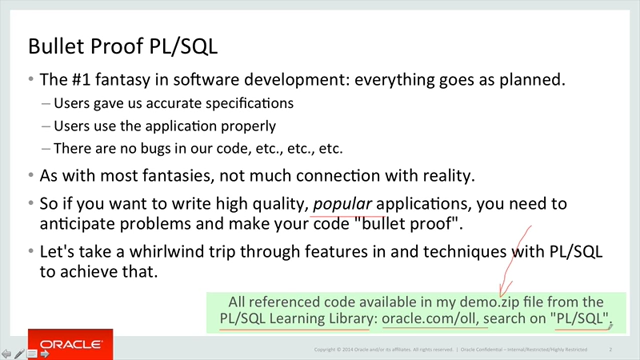 Bullet Proof PL/SQL
• The #1 fantasy in software development: everything goes as planned.
– Users gave us accurate specifications
– Users use the application properly
– There are no bugs in our code, etc., etc., etc.
• As with most fantasies, not much connection with reality.
• So if you want to write high quality, popular applications, you need to
anticipate problems and make your code "bullet proof".
• Let's take a whirlwind trip through features in and techniques with PL/SQL
to achieve that.
All referenced code available in my demo.zip file from the
PL/SQL Learning Library: oracle.com/oll, search on "PL/SQL".
ORACLE
Copyright © 2014 Oracle and/or its affiliates. All rights reserved. | Oracle Confidential – Internal/Restricted/Highly Restricted 2